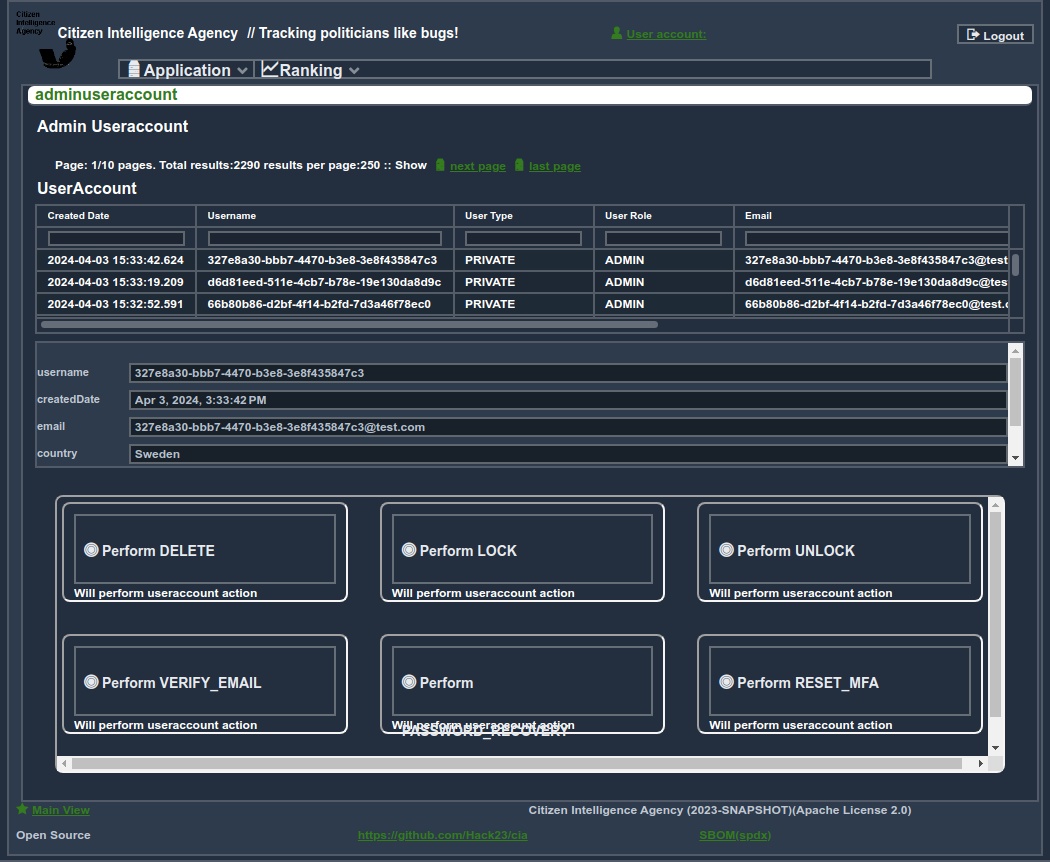 Citizen
Intelligence
Agency
Citizen Intelligence Agency // Tracking politicians like bugs!
User account:
Logout
Application Ranking
adminuseraccount
Admin Useraccount
Page: 1/10 pages. Total results:2290 results per page:250 :: Show next page last page
UserAccount
Created Date Username User Type User Role Email
2024-04-03 15:33:42.624 327e8a30-bbb7-4470-b3e8-3e8f435847c3 PRIVATE ADMIN 327e8a30-bbb7-4470-b3e8-3e8f435847c3@test
2024-04-03 15:33:19.209 d6d81eed-511e-4cb7-b78e-19e130da8d9c PRIVATE ADMIN d6d81eed-511e-4cb7-b78e-19e130da8d9c@tes
2024-04-03 15:32:52.591 66b80b86-d2bf-4f14-b2fd-7d3a46f78ec0 PRIVATE ADMIN 66b80b86-d2bf-4f14-b2fd-7d3a46f78ec0@test.c
username 327e8a30-bbb7-4470-b3e8-3e8f435847c3
createdDate Apr 3, 2024, 3:33:42 PM
email 327e8a30-bbb7-4470-b3e8-3e8f435847c3@test.com
country Sweden
Perform DELETE Perform LOCK Perform UNLOCK
Will perform useraccount action Will perform useraccount action Will perform useraccount action
Perform VERIFY_EMAIL Perform Perform RESET_MFA
Will perform useraccount action Will perform useraccount action Will perform useraccount action
PASSWORD_RECOVERY
Main View Citizen Intelligence Agency (2023-SNAPSHOT)(Apache License 2.0)
Open Source https://github.com/Hack23/cia SBOM(spdx)